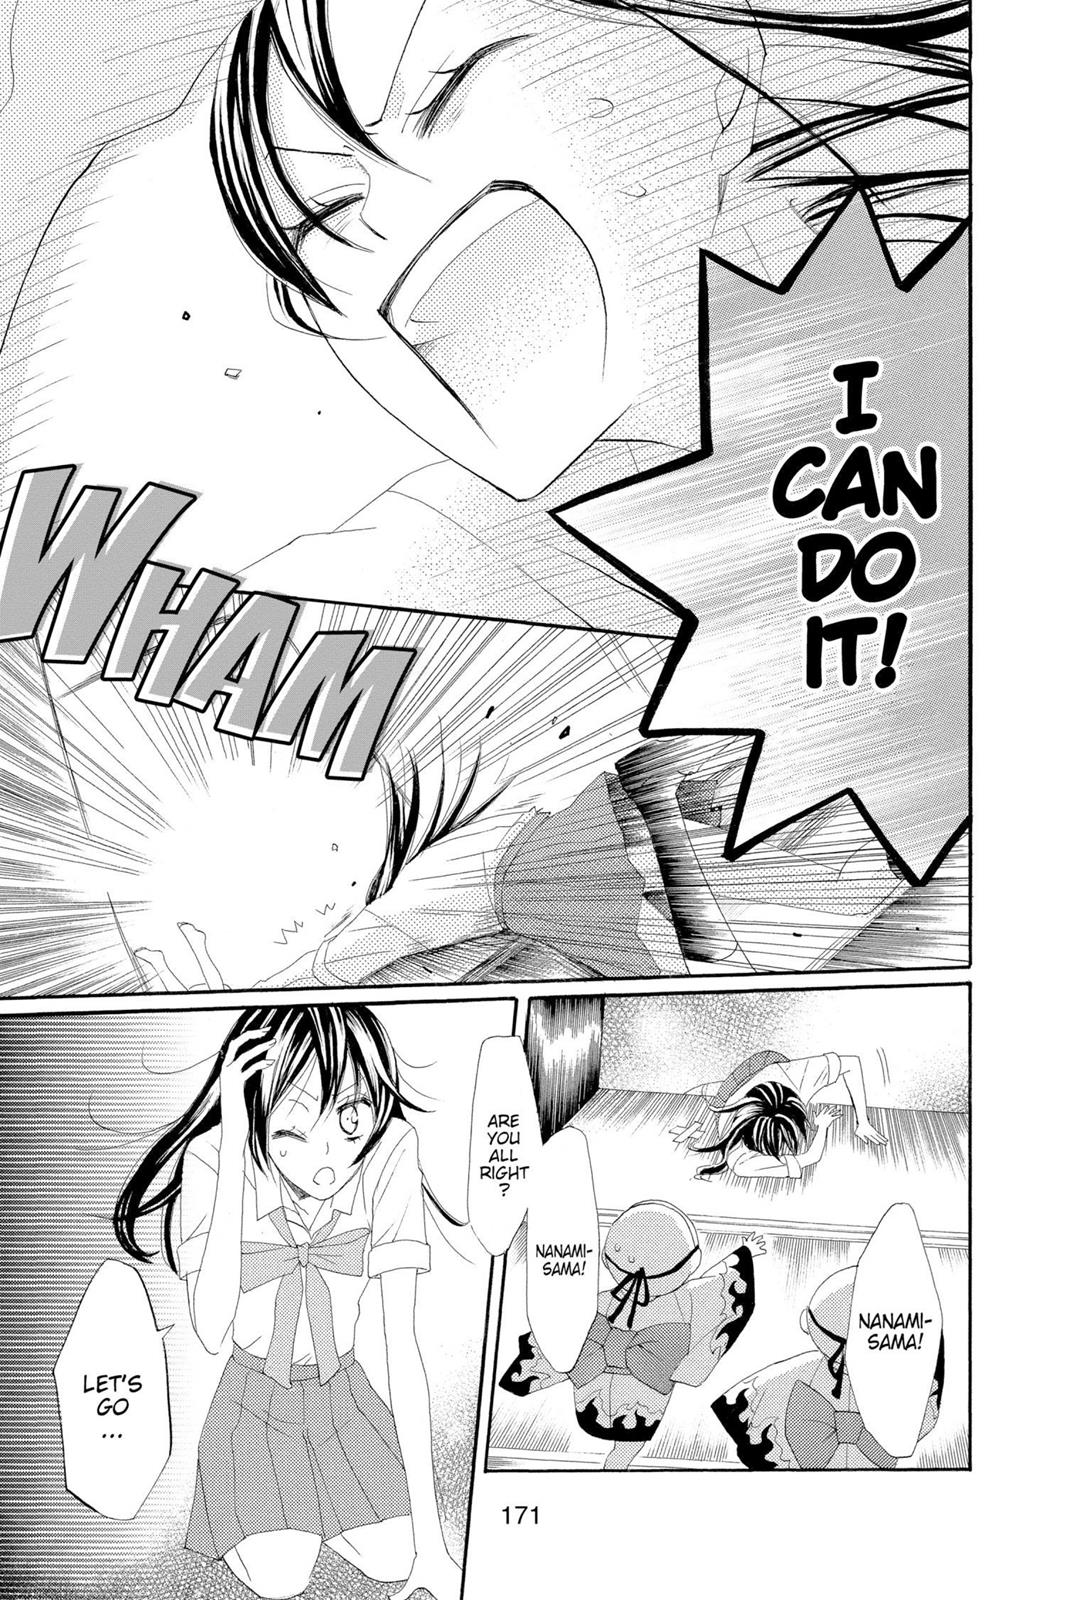 I
CAN
DO
IT!
WHAM
NANAMI-
SAMA!
NANAMI-
SAMA!
ARE
YOU
ALL
RIGHT
?
LET'S
GO
...
171